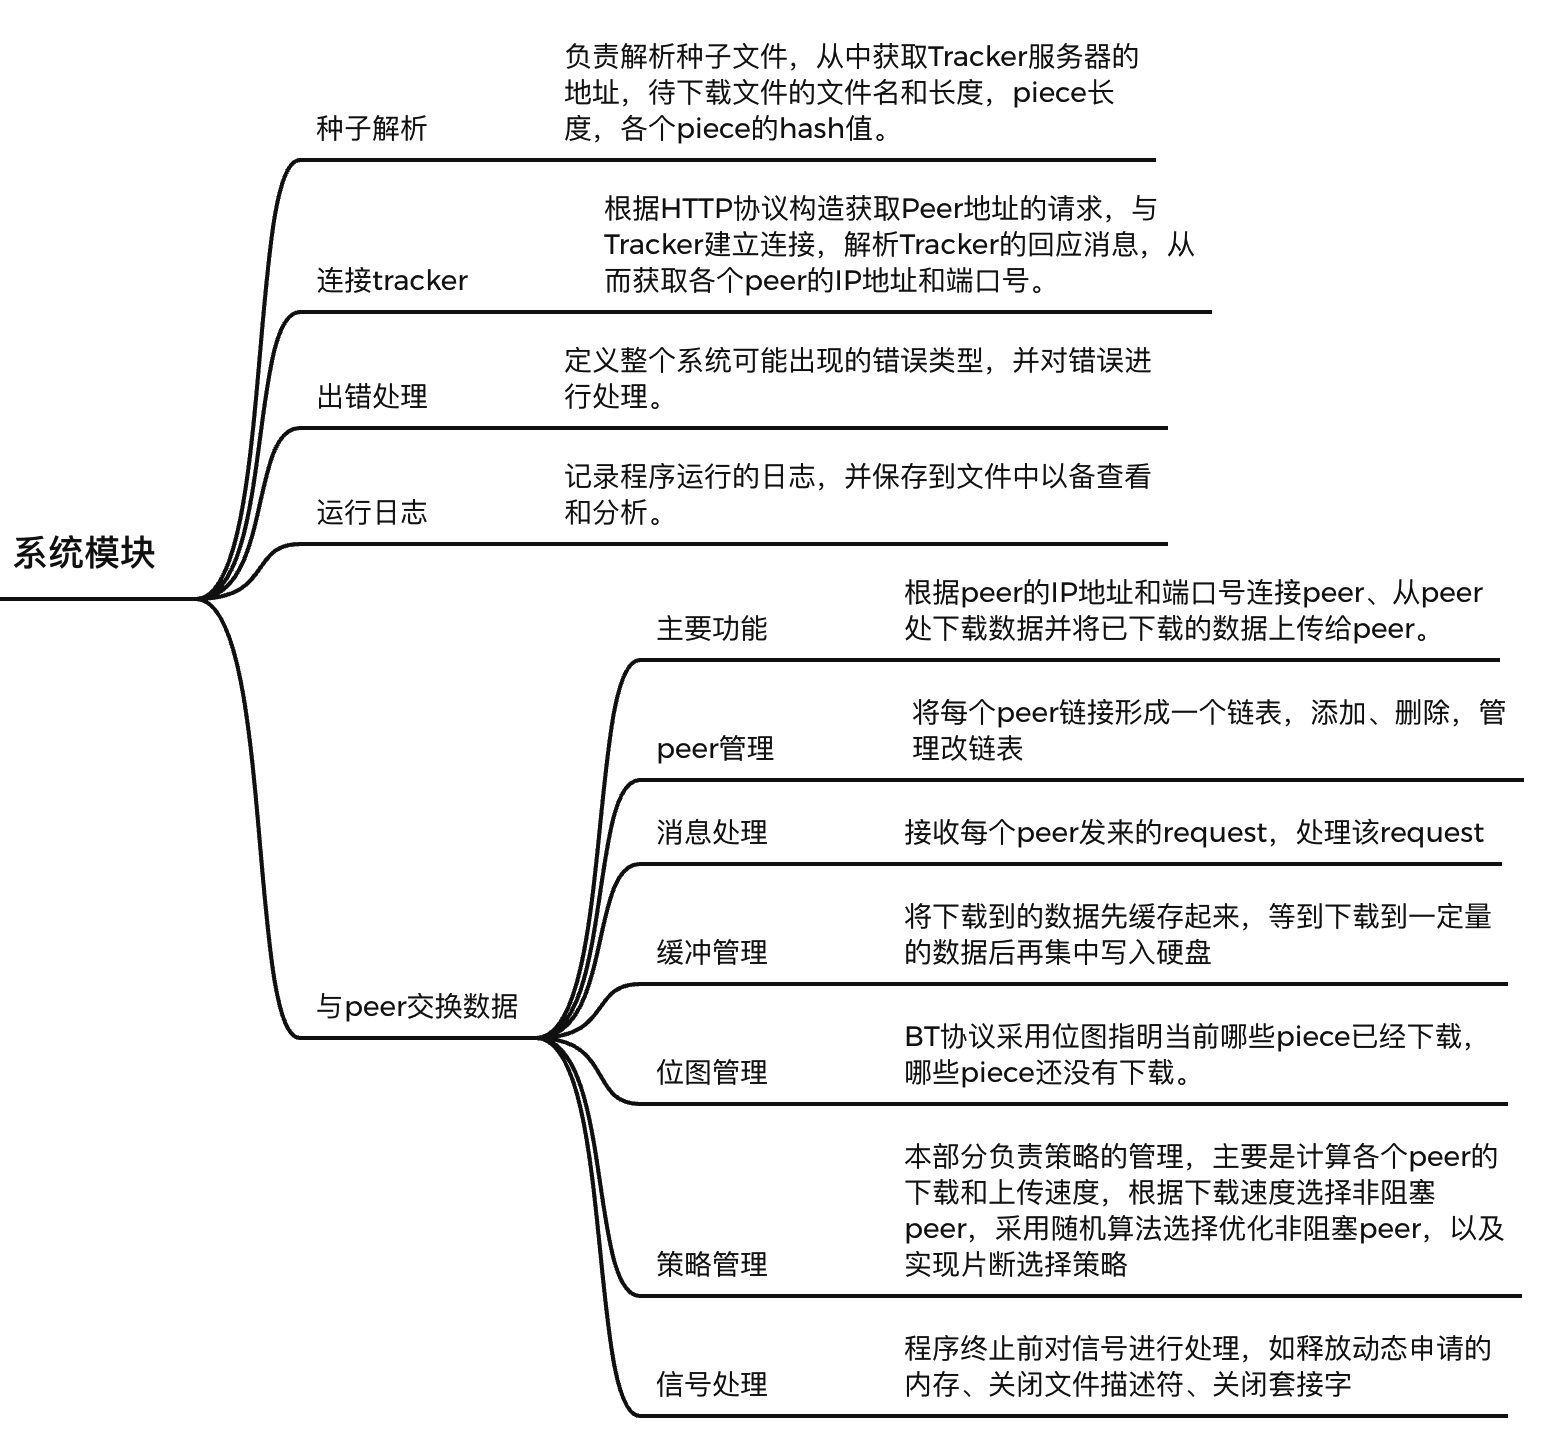 系统模块
种子解析
负责解析种子文件，从中获取Tracker服务器的
地址，待下载文件的文件名和长度，piece长
度，各个piece的hash值。
连接tracker
根据HTTP协议构造获取Peer地址的请求，与
Tracker建立连接，解析Tracker的回应消息，从
而获取各个peer的IP地址和端口号。
出错处理
定义整个系统可能出现的错误类型，并对错误进
行处理。
运行日志
记录程序运行的日志，并保存到文件中以备查看
和分析。
与peer交换数据
主要功能
根据peer的IP地址和端口号连接peer、从peer
处下载数据并将已下载的数据上传给peer。
peer管理
将每个peer链接形成一个链表，添加、删除，管
理改链表
消息处理
接收每个peer发来的request，处理该request
缓冲管理
将下载到的数据先缓存起来，等到下载到一定量
的数据后再集中写入硬盘
位图管理
BT协议采用位图指明当前哪些piece已经下载，
哪些piece还没有下载。
策略管理
本部分负责策略的管理，主要是计算各个peer的
下载和上传速度，根据下载速度选择非阻塞
peer，采用随机算法选择优化非阻塞peer，以及
实现片断选择策略
信号处理
程序终止前对信号进行处理，如释放动态申请的
内存、关闭文件描述符、关闭套接字